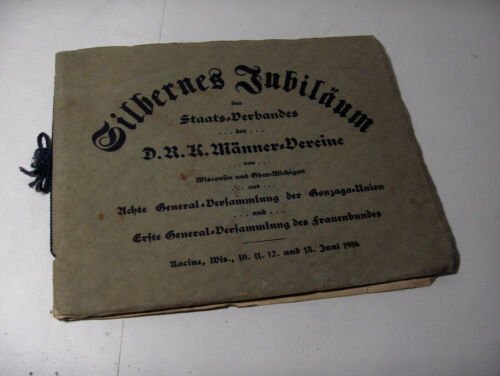 Silbernes Jubiläum
des
Staats=Verbandes
... der ...
D. R. K. Männer=Vereine
... von ...
Wisconsin und Ober=Michigan
... und ...
Achte General=Versammlung der Gonzaga=Union
... und ...
Erste General=Versammlung des Frauenbundes
Racine, Wis., 10. 11. 12. und 13. Juni 1916